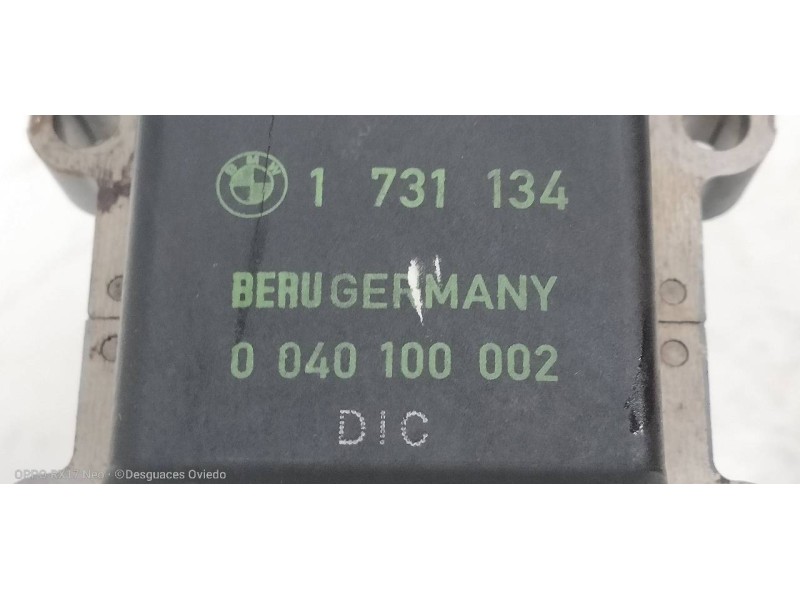 BMW 1 731 134
BERU GERMANY
0 040 100 002
DIC
©Desguaces Oviedo